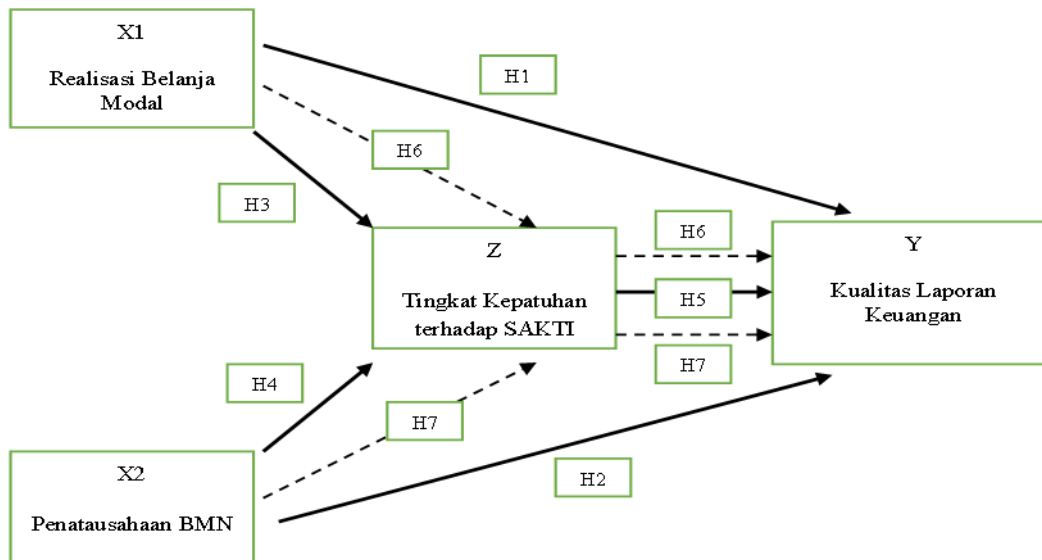 X1
Realisasi Belanja
Modal
H1
H6
H3
Z
Tingkat Kepatuhan
terhadap SAKTI
H6
H5
H7
Y
Kualitas Laporan
Keuangan
H4
H7
H2
X2
Penatausahaan BMN